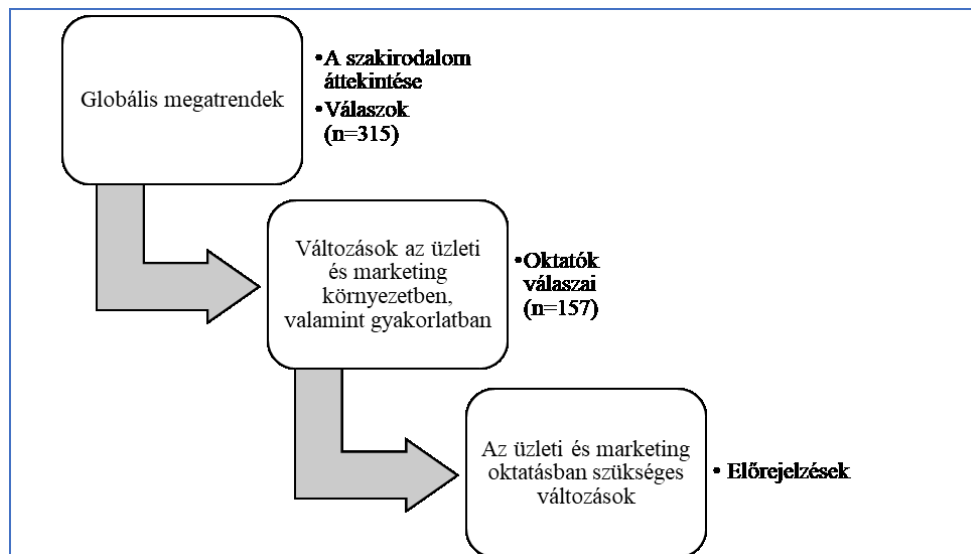 Globális megatrendek
•A szakirodalom
áttekintése
•Válaszok
(n=315)
Változások az üzleti
és marketing
környezetben,
valamint gyakorlatban
•Oktatók
válaszai
(n=157)
Az üzleti és marketing
oktatásban szükséges
változások
• Előrejelzések